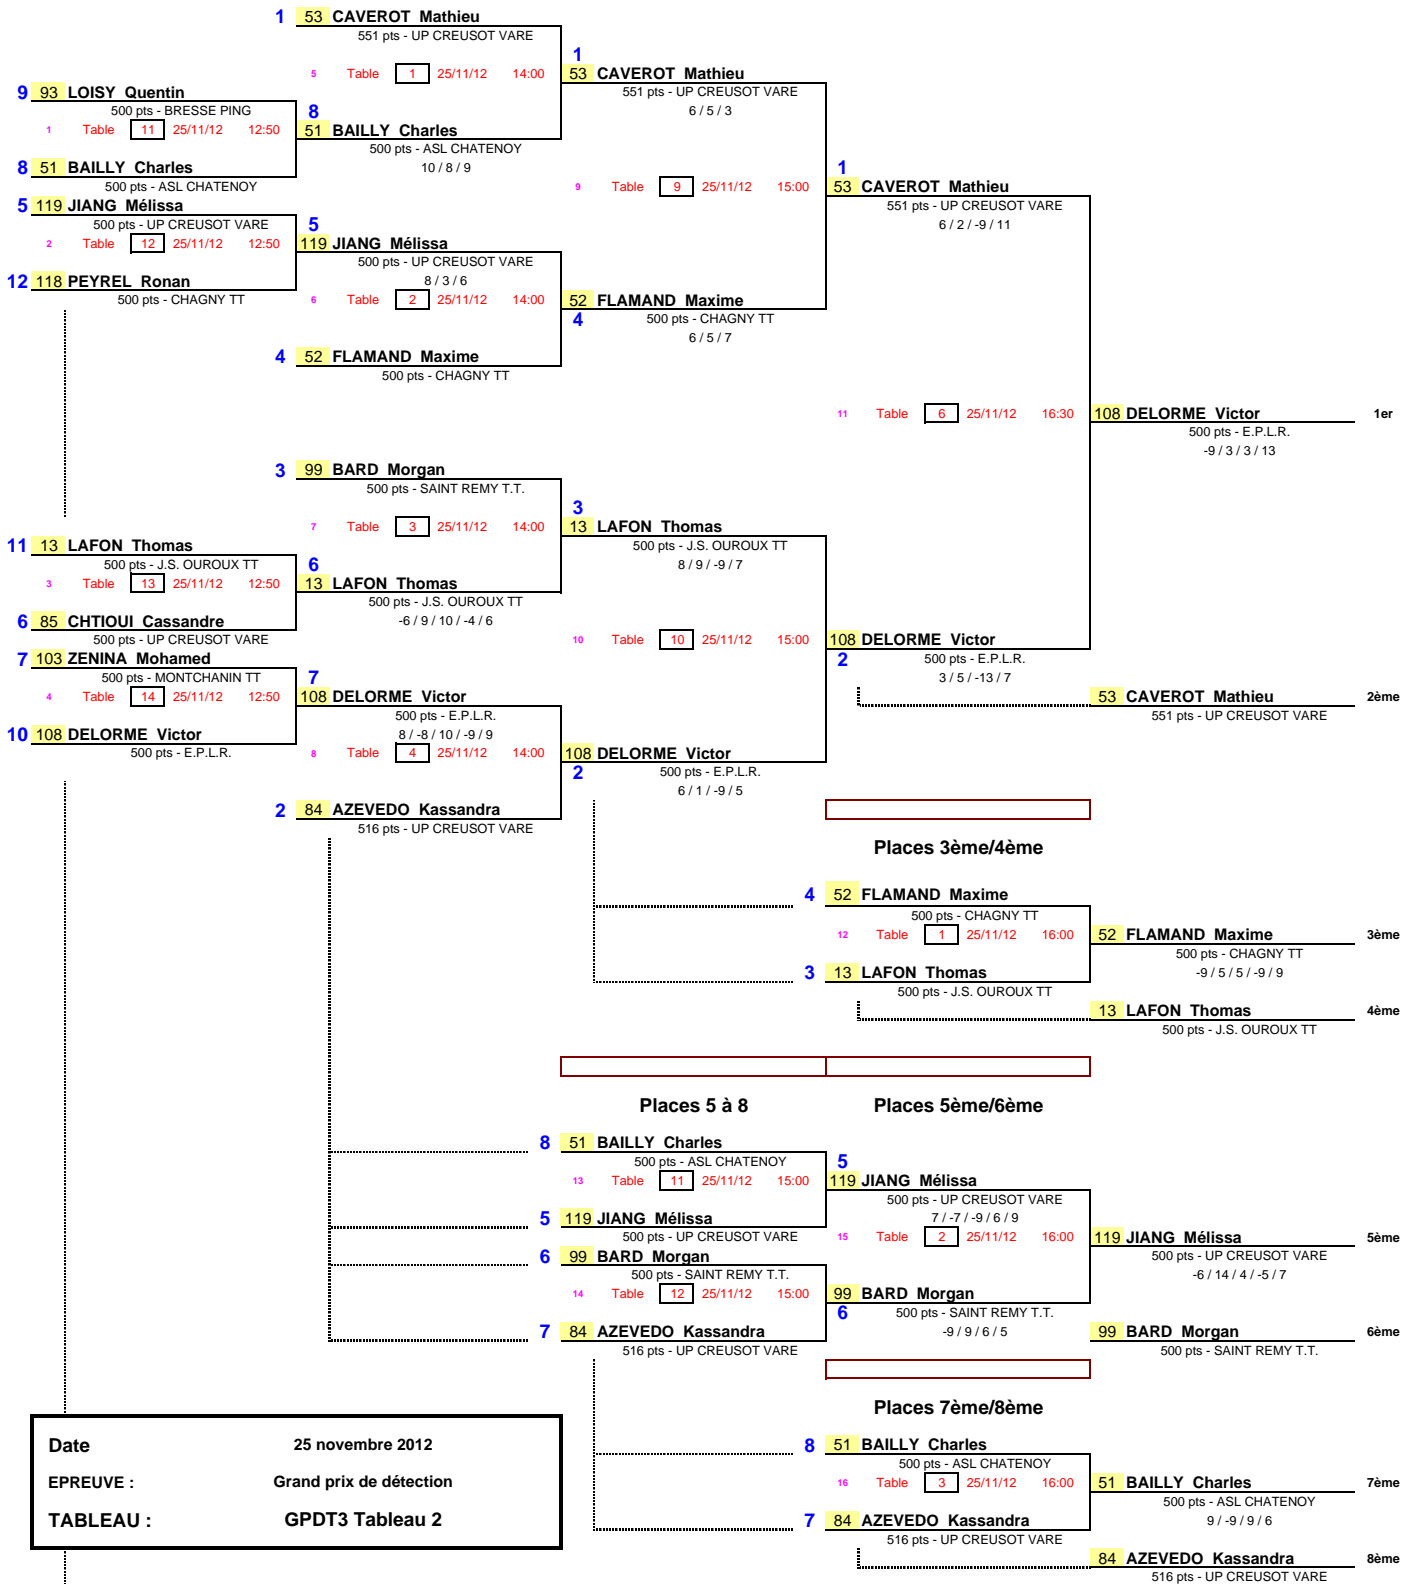 1 53 CAVEROT Mathieu
551 pts - UP CREUSOT VARE
1
5 Table 1 25/11/12 14:00 53 CAVEROT Mathieu
551 pts - UP CREUSOT VARE
9 93 LOISY Quentin
500 pts - BRESSE PING 8 6 / 5 / 3
1 Table 11 25/11/12 12:50 51 BAILLY Charles
500 pts - ASL CHATENOY
8 51 BAILLY Charles 10 / 8 / 9 1
500 pts - ASL CHATENOY 9 Table 9 25/11/12 15:00 53 CAVEROT Mathieu
5 119 JIANG Mélissa 551 pts - UP CREUSOT VARE
500 pts - UP CREUSOT VARE 5 6 / 2 / -9 / 11
2 Table 12 25/11/12 12:50 119 JIANG Mélissa
500 pts - UP CREUSOT VARE
12 118 PEYREL Ronan 8 / 3 / 6
500 pts - CHAGNY TT 6 Table 2 25/11/12 14:00 52 FLAMAND Maxime
4 500 pts - CHAGNY TT
6 / 5 / 7
4 52 FLAMAND Maxime
500 pts - CHAGNY TT
11 Table 6 25/11/12 16:30 108 DELORME Victor 1er
500 pts - E.P.L.R.
-9 / 3 / 3 / 13
3 99 BARD Morgan
500 pts - SAINT REMY T.T.
3
7 Table 3 25/11/12 14:00 13 LAFON Thomas
11 13 LAFON Thomas 500 pts - J.S. OUROUX TT
500 pts - J.S. OUROUX TT 6 8 / 9 / -9 / 7
3 Table 13 25/11/12 12:50 13 LAFON Thomas
500 pts - J.S. OUROUX TT
6 85 CHTIOUI Cassandre -6 / 9 / 10 / -4 / 6
500 pts - UP CREUSOT VARE 10 Table 10 25/11/12 15:00 108 DELORME Victor
7 103 ZENINA Mohamed 2 500 pts - E.P.L.R.
500 pts - MONTCHANIN TT 7 3 / 5 / -13 / 7
4 Table 14 25/11/12 12:50 108 DELORME Victor 53 CAVEROT Mathieu 2ème
500 pts - E.P.L.R. 551 pts - UP CREUSOT VARE
10 108 DELORME Victor 8 / -8 / 10 / -9 / 9
500 pts - E.P.L.R. 8 Table 4 25/11/12 14:00 108 DELORME Victor
2 500 pts - E.P.L.R.
6 / 1 / -9 / 5
2 84 AZEVEDO Kassandra
516 pts - UP CREUSOT VARE
Places 3ème/4ème
4 52 FLAMAND Maxime
500 pts - CHAGNY TT
12 Table 1 25/11/12 16:00 52 FLAMAND Maxime 3ème
500 pts - CHAGNY TT
3 13 LAFON Thomas -9 / 5 / 5 / -9 / 9
500 pts - J.S. OUROUX TT
13 LAFON Thomas 4ème
500 pts - J.S. OUROUX TT
Places 5 à 8 Places 5ème/6ème
8 51 BAILLY Charles
500 pts - ASL CHATENOY 5
13 Table 11 25/11/12 15:00 119 JIANG Mélissa
500 pts - UP CREUSOT VARE
5 119 JIANG Mélissa 7 / -7 / -9 / 6 / 9
500 pts - UP CREUSOT VARE 15 Table 2 25/11/12 16:00 119 JIANG Mélissa 5ème
6 99 BARD Morgan 500 pts - UP CREUSOT VARE
500 pts - SAINT REMY T.T. -6 / 14 / 4 / -5 / 7
14 Table 12 25/11/12 15:00 99 BARD Morgan
6 500 pts - SAINT REMY T.T.
7 84 AZEVEDO Kassandra -9 / 9 / 6 / 5 99 BARD Morgan 6ème
516 pts - UP CREUSOT VARE 500 pts - SAINT REMY T.T.
Places 7ème/8ème
Date 25 novembre 2012 8 51 BAILLY Charles
500 pts - ASL CHATENOY
EPREUVE : Grand prix de détection 16 Table 3 25/11/12 16:00 51 BAILLY Charles 7ème
500 pts - ASL CHATENOY
TABLEAU : GPDT3 Tableau 2 7 84 AZEVEDO Kassandra 9 / -9 / 9 / 6
516 pts - UP CREUSOT VARE
84 AZEVEDO Kassandra 8ème
516 pts - UP CREUSOT VARE